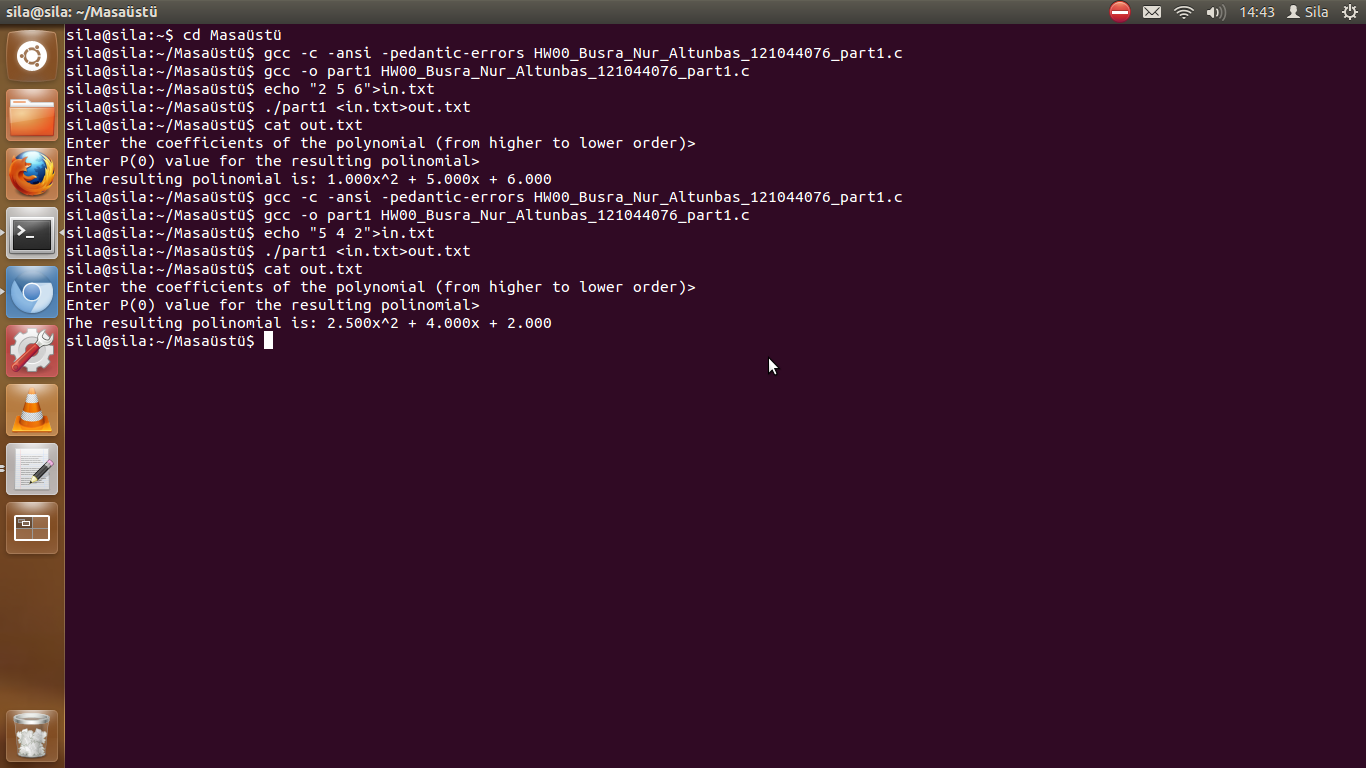 sila@sila: ~/Masaüstü
14:43 Sila
sila@sila:~$ cd Masaüstü
sila@sila:~/Masaüstü$ gcc -c -ansi -pedantic-errors HW00_Busra_Nur_Altunbas_121044076_part1.c
sila@sila:~/Masaüstü$ gcc -o part1 HW00_Busra_Nur_Altunbas_121044076_part1.c
sila@sila:~/Masaüstü$ echo "2 5 6">in.txt
sila@sila:~/Masaüstü$ ./part1 <in.txt>out.txt
sila@sila:~/Masaüstü$ cat out.txt
Enter the coefficients of the polynomial (from higher to lower order)>
Enter P(0) value for the resulting polinomial>
The resulting polinomial is: 1.000x^2 + 5.000x + 6.000
sila@sila:~/Masaüstü$ gcc -c -ansi -pedantic-errors HW00_Busra_Nur_Altunbas_121044076_part1.c
sila@sila:~/Masaüstü$ gcc -o part1 HW00_Busra_Nur_Altunbas_121044076_part1.c
sila@sila:~/Masaüstü$ echo "5 4 2">in.txt
sila@sila:~/Masaüstü$ ./part1 <in.txt>out.txt
sila@sila:~/Masaüstü$ cat out.txt
Enter the coefficients of the polynomial (from higher to lower order)>
Enter P(0) value for the resulting polinomial>
The resulting polinomial is: 2.500x^2 + 4.000x + 2.000
sila@sila:~/Masaüstü$